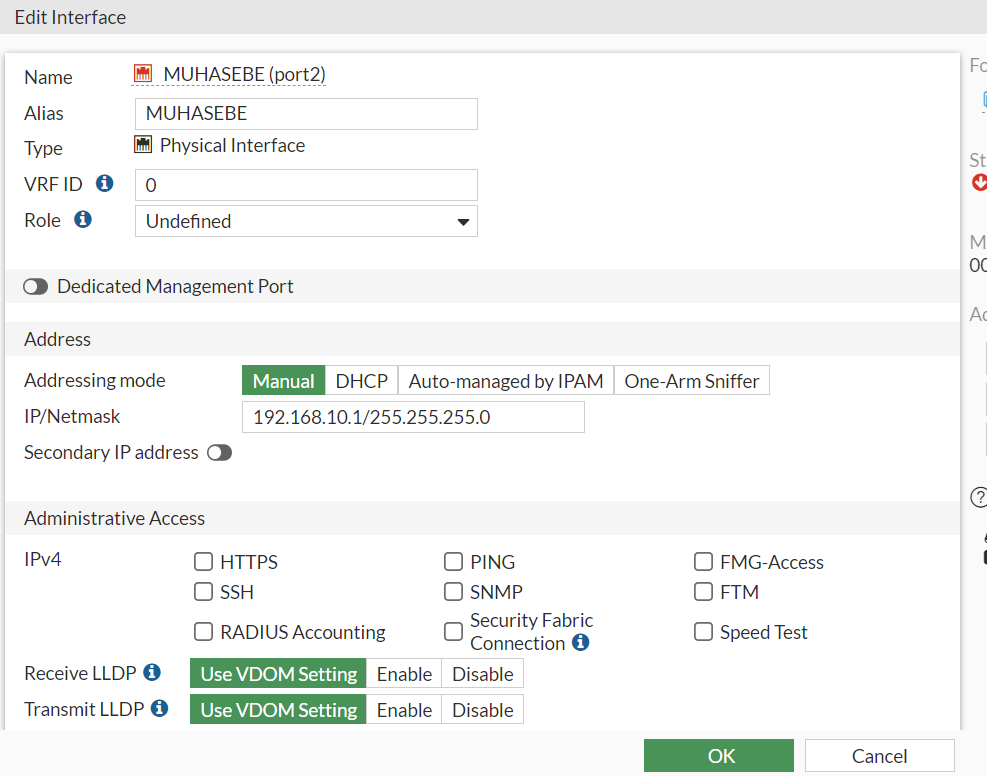 Edit Interface
Name MUHASEBE (port2)
Alias MUHASEBE
Type Physical Interface
VRF ID 0
Role Undefined
Dedicated Management Port
Address
Addressing mode Manual DHCP Auto-managed by IPAM One-Arm Sniffer
IP/Netmask 192.168.10.1/255.255.255.0
Secondary IP address
Administrative Access
IPv4 HTTPS PING FMG-Access
SSH SNMP FTM
RADIUS Accounting Security Fabric Connection Speed Test
Receive LLDP Use VDOM Setting Enable Disable
Transmit LLDP Use VDOM Setting Enable Disable
OK Cancel